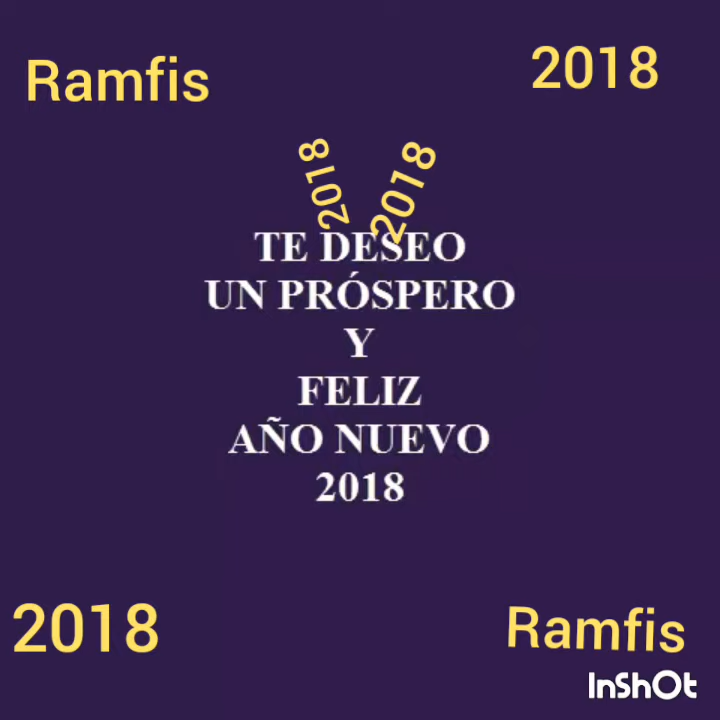 Ramfis
2018
2018
2018
TE DESEO
UN PRÓSPERO
Y
FELIZ
AÑO NUEVO
2018
2018
Ramfis
InShOt